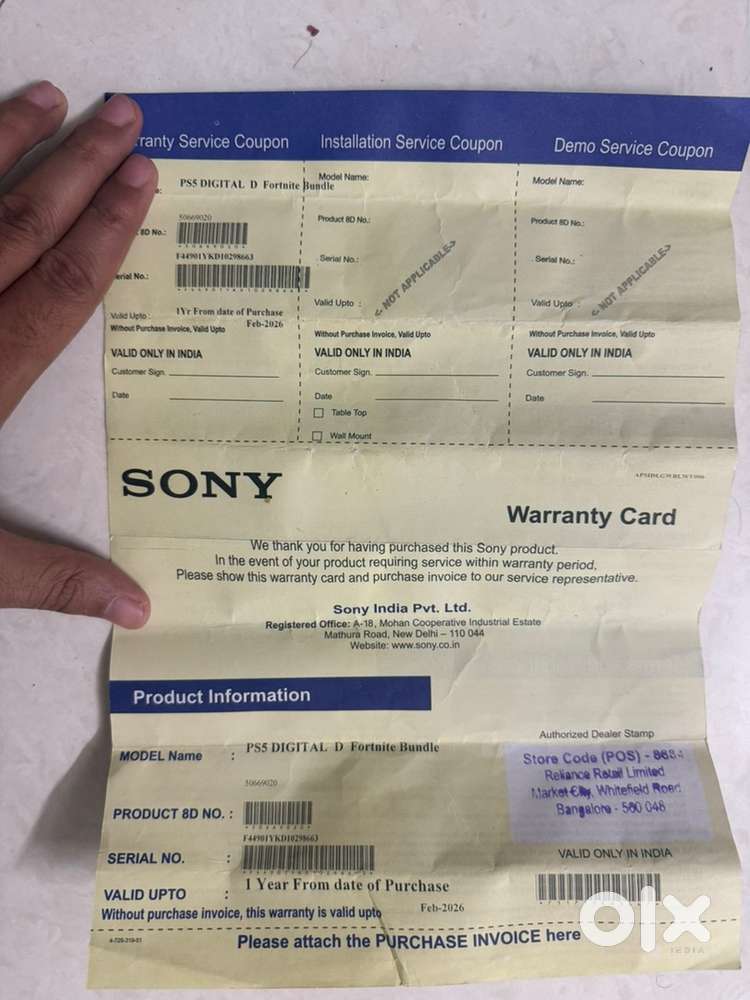 ranty Service Coupon
PS5 DIGITAL D Fortnite Bundle
50669020
8D No.:
F44901YKD10298663
erial No.:
Valid Upto : 1Yr From date of Purchase
Without Purchase Invoice, Valid Upto Feb-2026
VALID ONLY IN INDIA
Customer Sign.
Date
Installation Service Coupon
Model Name:
Product 8D No.:
Serial No.:
<- NOT APPLICABLE->
Valid Upto :
Without Purchase Invoice, Valid Upto
VALID ONLY IN INDIA
Customer Sign.
Date
Table Top
Wall Mount
Demo Service Coupon
Model Name:
Product 8D No.:
Serial No.:
<- NOT APPLICABLE->
Valid Upto :
Without Purchase Invoice, Valid Upto
VALID ONLY IN INDIA
Customer Sign.
Date
SONY
Warranty Card
We thank you for having purchased this Sony product.
In the event of your product requiring service within warranty period,
Please show this warranty card and purchase invoice to our service representative.
Sony India Pvt. Ltd.
Registered Office: A-18, Mohan Cooperative Industrial Estate
Mathura Road, New Delhi – 110 044
Website: www.sony.co.in
Product Information
MODEL Name : PS5 DIGITAL D Fortnite Bundle
50669020
PRODUCT 8D NO. :
F44901YKD10298663
SERIAL NO. :
VALID UPTO : 1 Year From date of Purchase
Without purchase invoice, this warranty is valid upto Feb-2026
Authorized Dealer Stamp
Store Code (POS) -
Reliance Retail Limited
Market City, Whitefield Road
Bangalore - 560 048
VALID ONLY IN INDIA
Please attach the PURCHASE INVOICE here
olx
INDIA